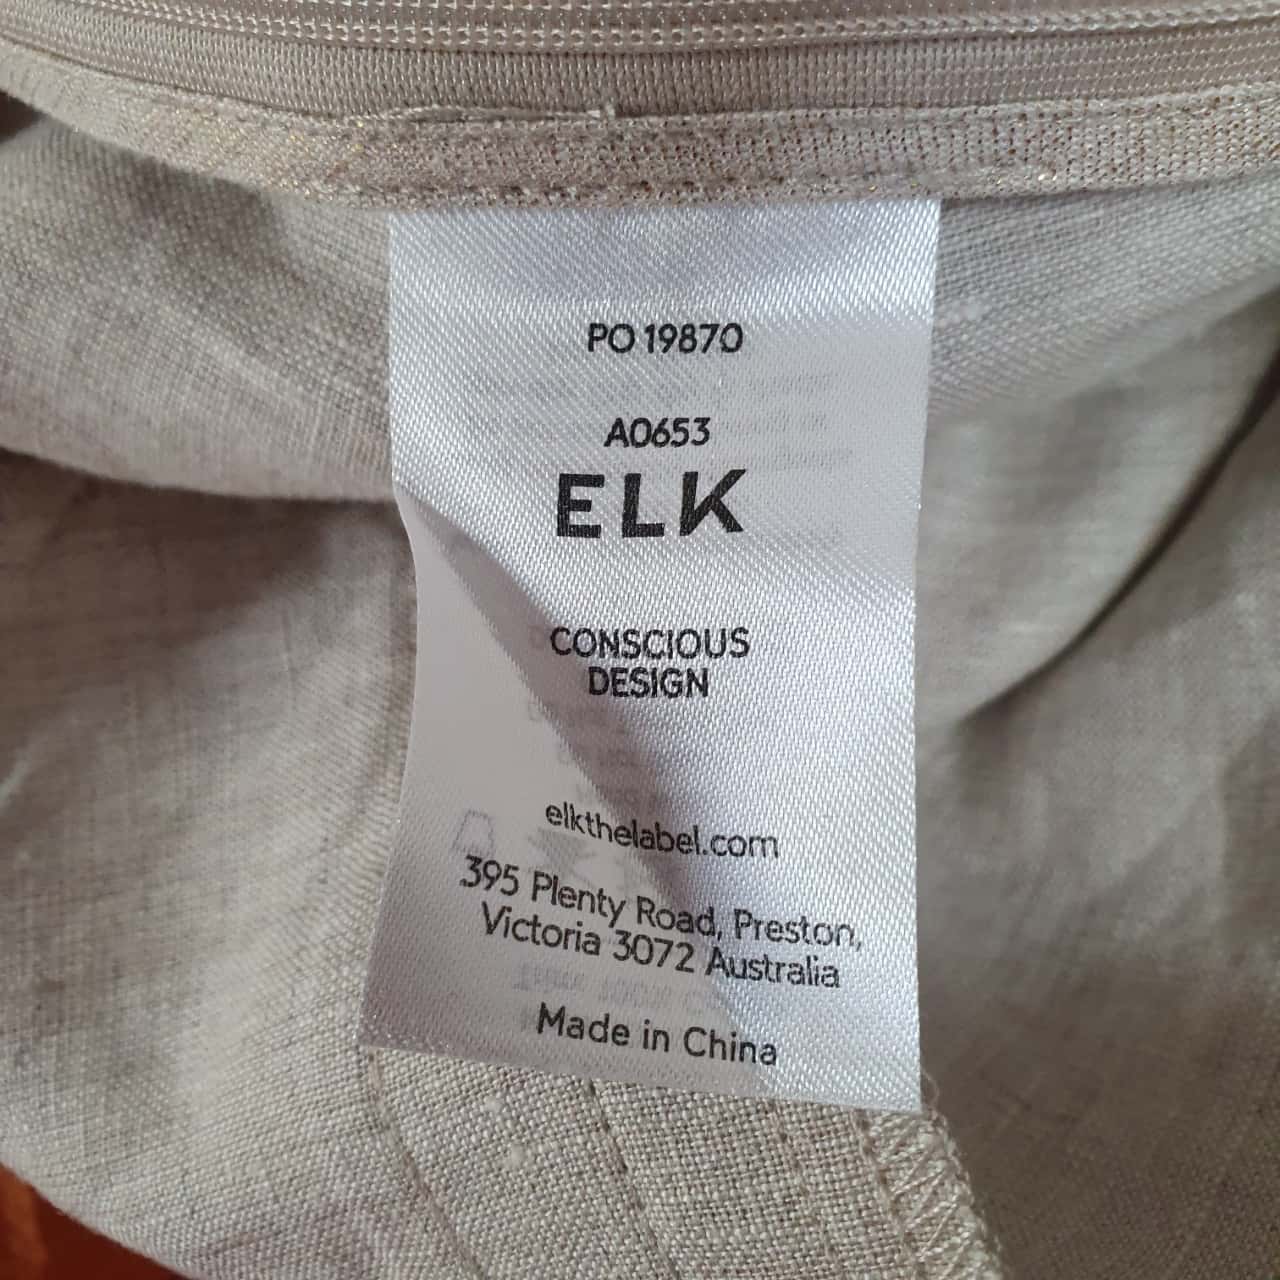 PO 19870
A0653
ELK
CONSCIOUS
DESIGN
elkthelabel.com
395 Plenty Road, Preston,
Victoria 3072 Australia
Made in China